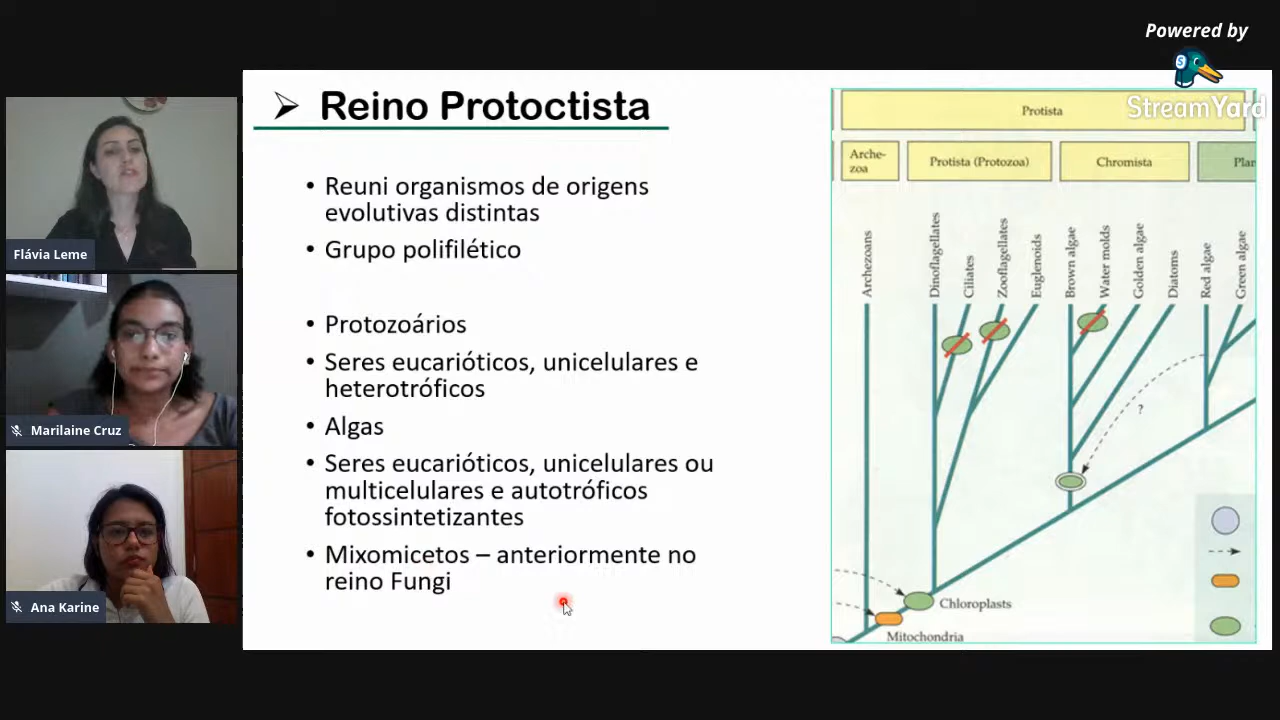 Powered by
StreamYard
Flávia Leme
Marilaine Cruz
Ana Karine
Reino Protoctista
• Reuni organismos de origens
evolutivas distintas
• Grupo polifilético
• Protozoários
• Seres eucarióticos, unicelulares e
heterotróficos
• Algas
• Seres eucarióticos, unicelulares ou
multicelulares e autotróficos
fotossintetizantes
• Mixomicetos – anteriormente no
reino Fungi
Protista
Arche-
zoa
Protista (Protozoa)
Chromista
Plan
Archezoans
Dinoflagellates
Ciliates
Zooflagellates
Euglenoids
Brown algae
Water molds
Golden algae
Diatoms
Red algae
Green algae
?
Chloroplasts
Mitochondria